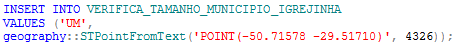 INSERT INTO VERIFICA_TAMANHO_MUNICIPIO_IGREJINHA
VALUES ('UM',
geography::STPointFromText('POINT(-50.71578 -29.51710)', 4326));